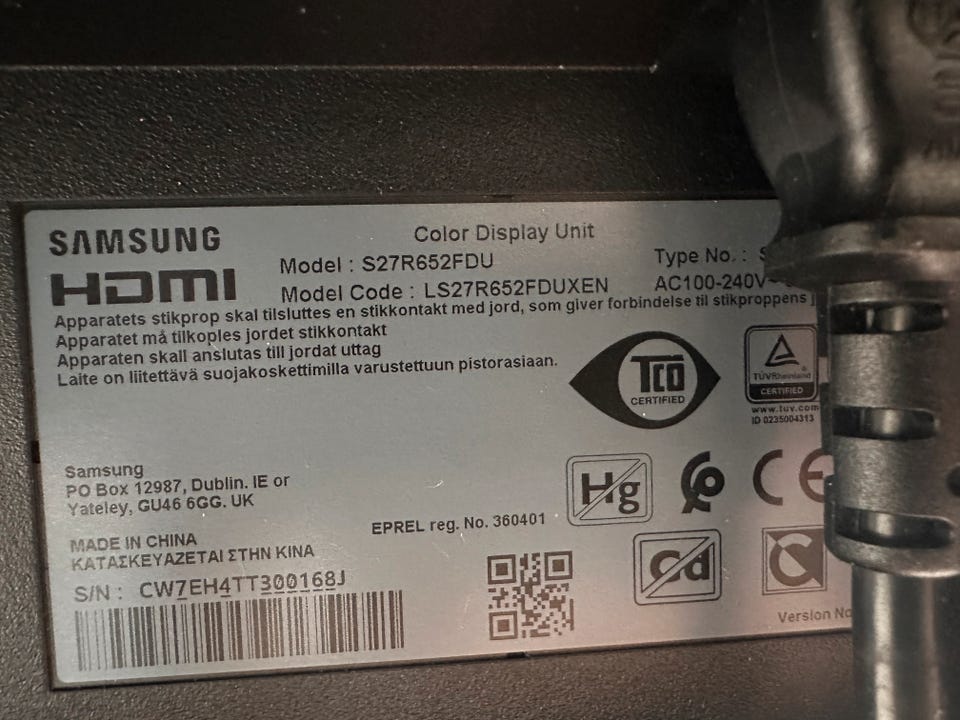 SAMSUNG
HDMI
Color Display Unit
Model : S27R652FDU
Type No. : S
Model Code : LS27R652FDUXEN
AC100-240V~
Apparatets stikprop skal tilsluttes en stikkontakt med jord, som giver forbindelse til stikproppens j
Apparatet må tilkoples jordet stikkontakt
Apparaten skall anslutas till jordat uttag
Laite on liitettävä suojakoskettimilla varustettuun pistorasiaan.
TCO
CERTIFIED
TÜVRheinland
CERTIFIED
www.tuv.com
ID 0235004313
Samsung
PO Box 12987, Dublin. IE or
Yateley, GU46 6GG. UK
EPREL reg. No. 360401
Hg
CE
MADE IN CHINA
ΚΑΤΑΣΚΕΥΑΖΕΤΑΙ ΣΤΗΝ ΚΙΝΑ
Cd
S/N : CW7EH4TT300168J
Version No